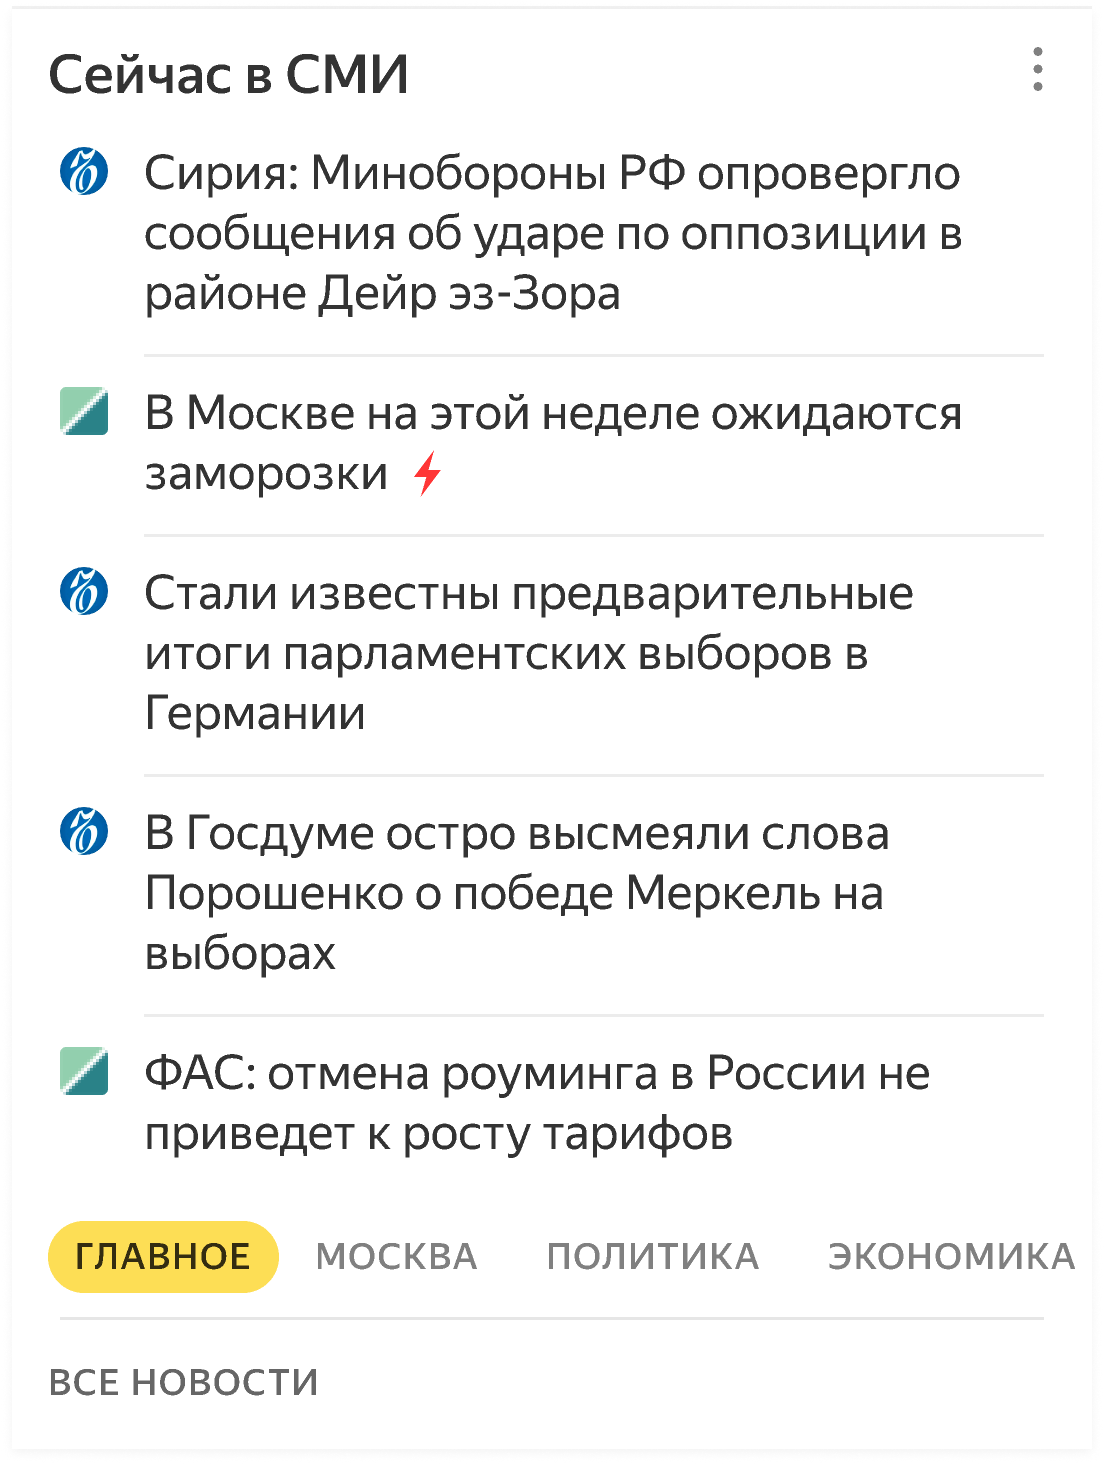 Сейчас в СМИ
Сирия: Минобороны РФ опровергло
сообщения об ударе по оппозиции в
районе Дейр эз-Зора
В Москве на этой неделе ожидаются
заморозки
Стали известны предварительные
итоги парламентских выборов в
Германии
В Госдуме остро высмеяли слова
Порошенко о победе Меркель на
выборах
ФАС: отмена роуминга в России не
приведет к росту тарифов
ГЛАВНОЕ МОСКВА ПОЛИТИКА ЭКОНОМИКА
ВСЕ НОВОСТИ